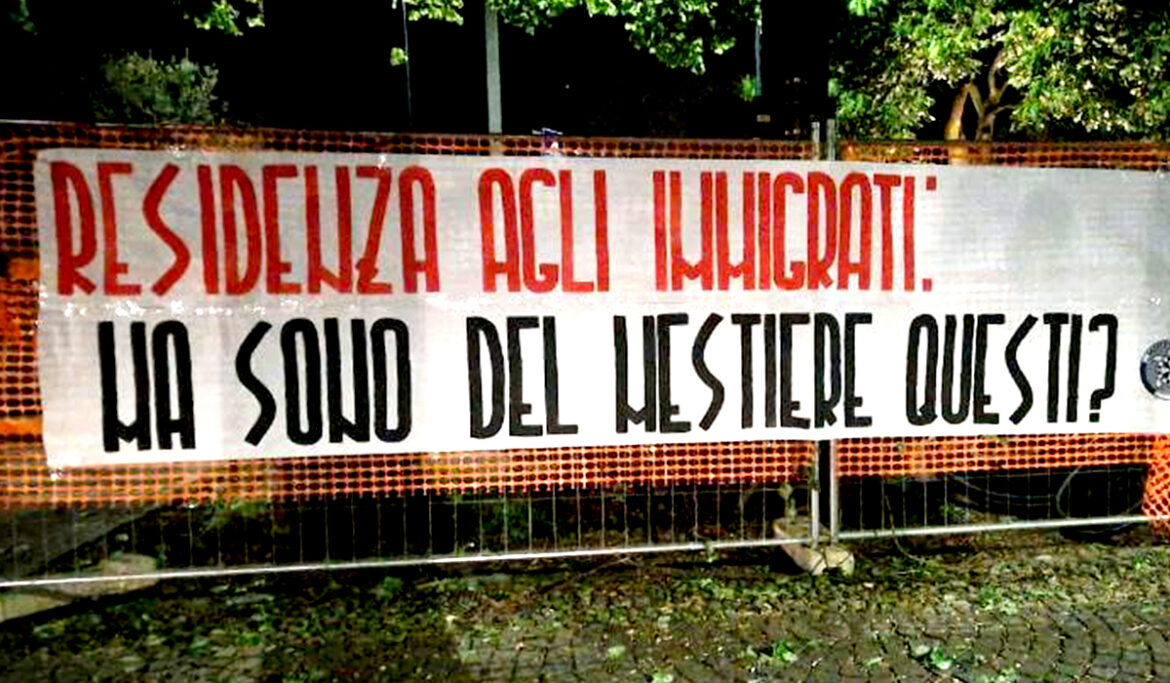 RESIDENZA AGLI IMMIGRATI:
MA SONO DEL MESTIERE QUESTI?